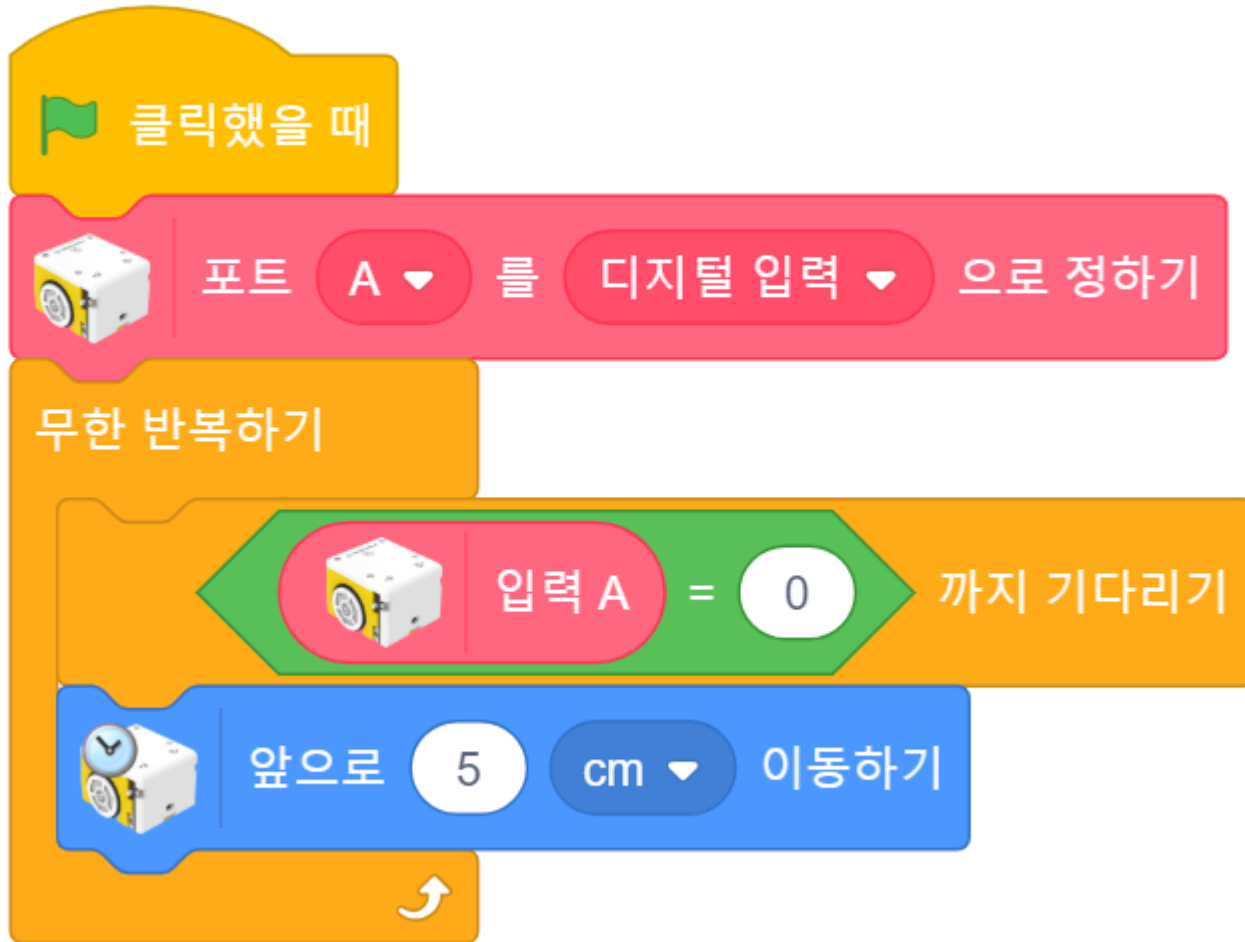 클릭했을 때
포트 A 를 디지털 입력 으로 정하기
무한 반복하기
입력 A = 0 까지 기다리기
앞으로 5 cm 이동하기